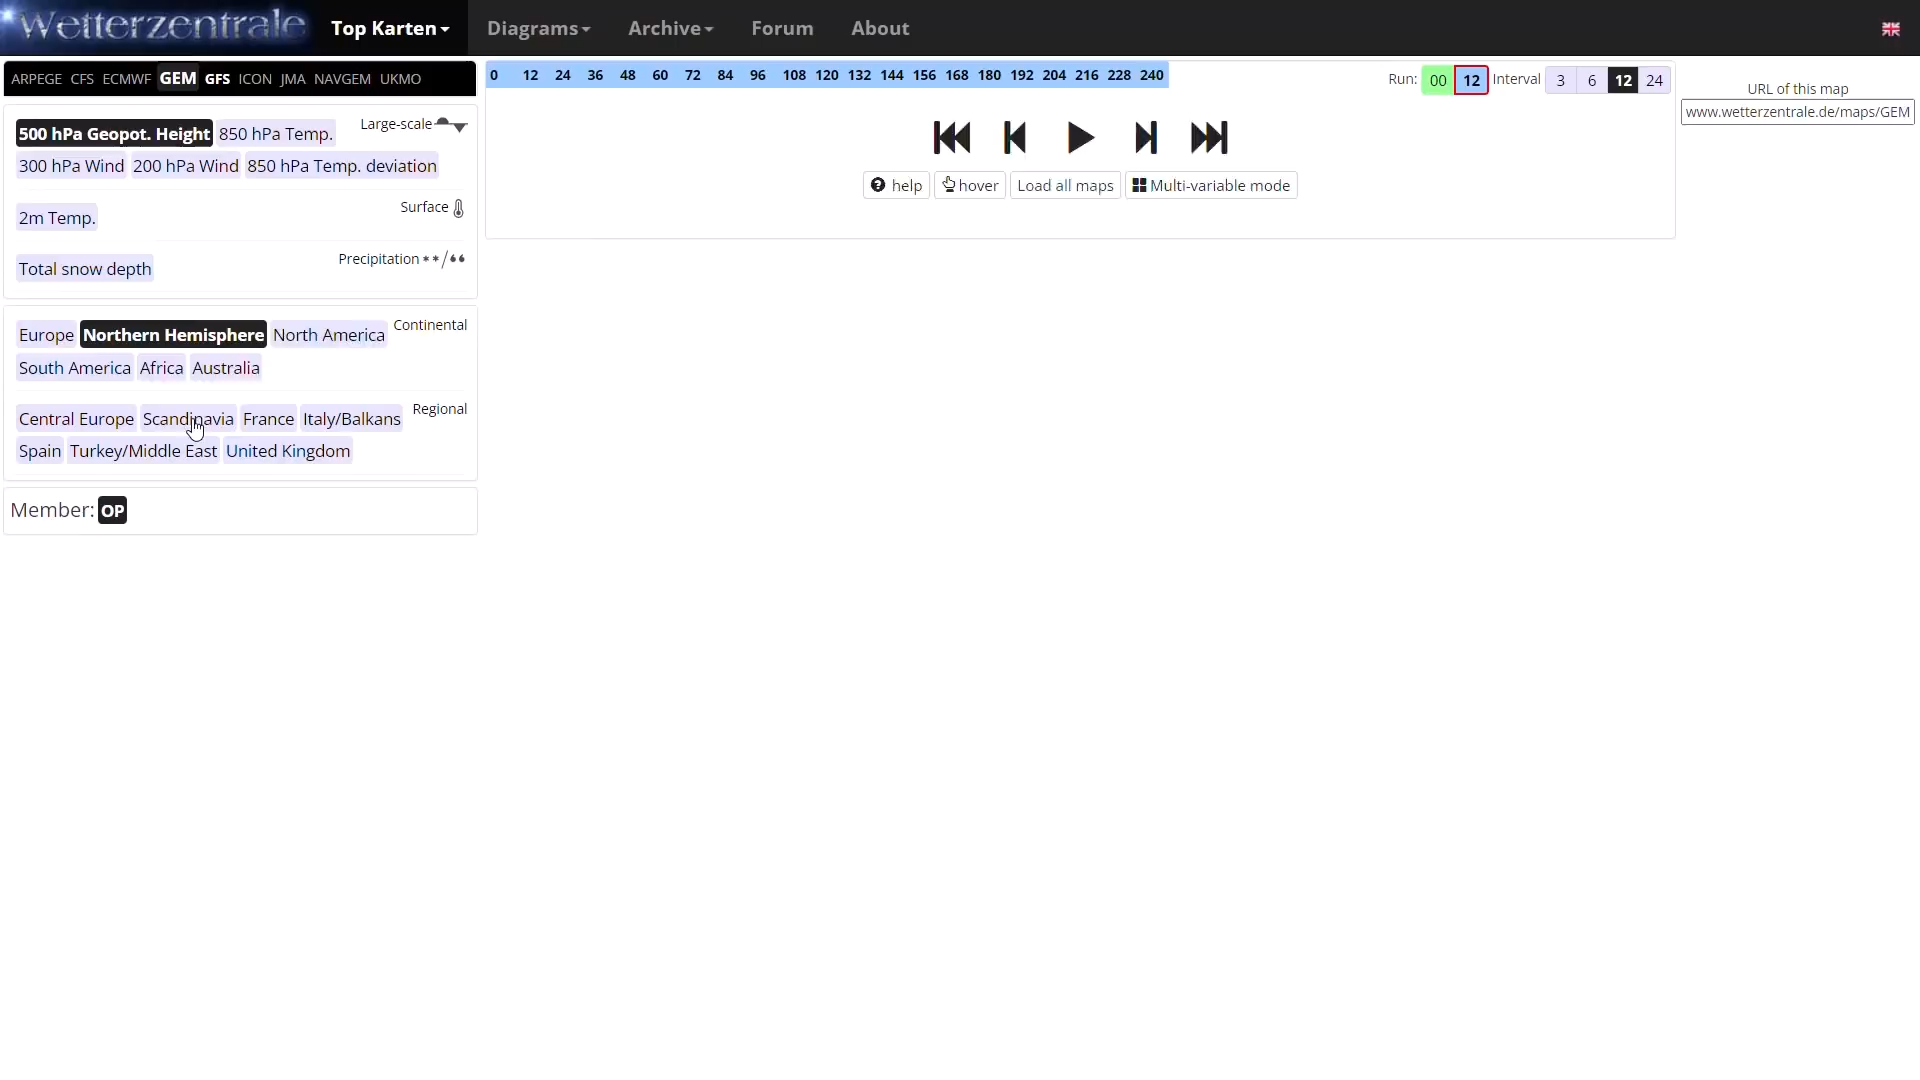 Wetterzentrale Top Karten Diagrams Archive Forum About
ARPEGE CFS ECMWF GEM GFS ICON JMA NAVGEM UKMO
500 hPa Geopot. Height 850 hPa Temp. Large-scale
300 hPa Wind 200 hPa Wind 850 hPa Temp. deviation
2m Temp. Surface
Total snow depth Precipitation **/
Europe Northern Hemisphere North America Continental
South America Africa Australia
Central Europe Scandinavia France Italy/Balkans Regional
Spain Turkey/Middle East United Kingdom
Member: OP
0 12 24 36 48 60 72 84 96 108 120 132 144 156 168 180 192 204 216 228 240
Run: 00 12 Interval 3 6 12 24
help hover Load all maps Multi-variable mode
URL of this map
www.wetterzentrale.de/maps/GEM